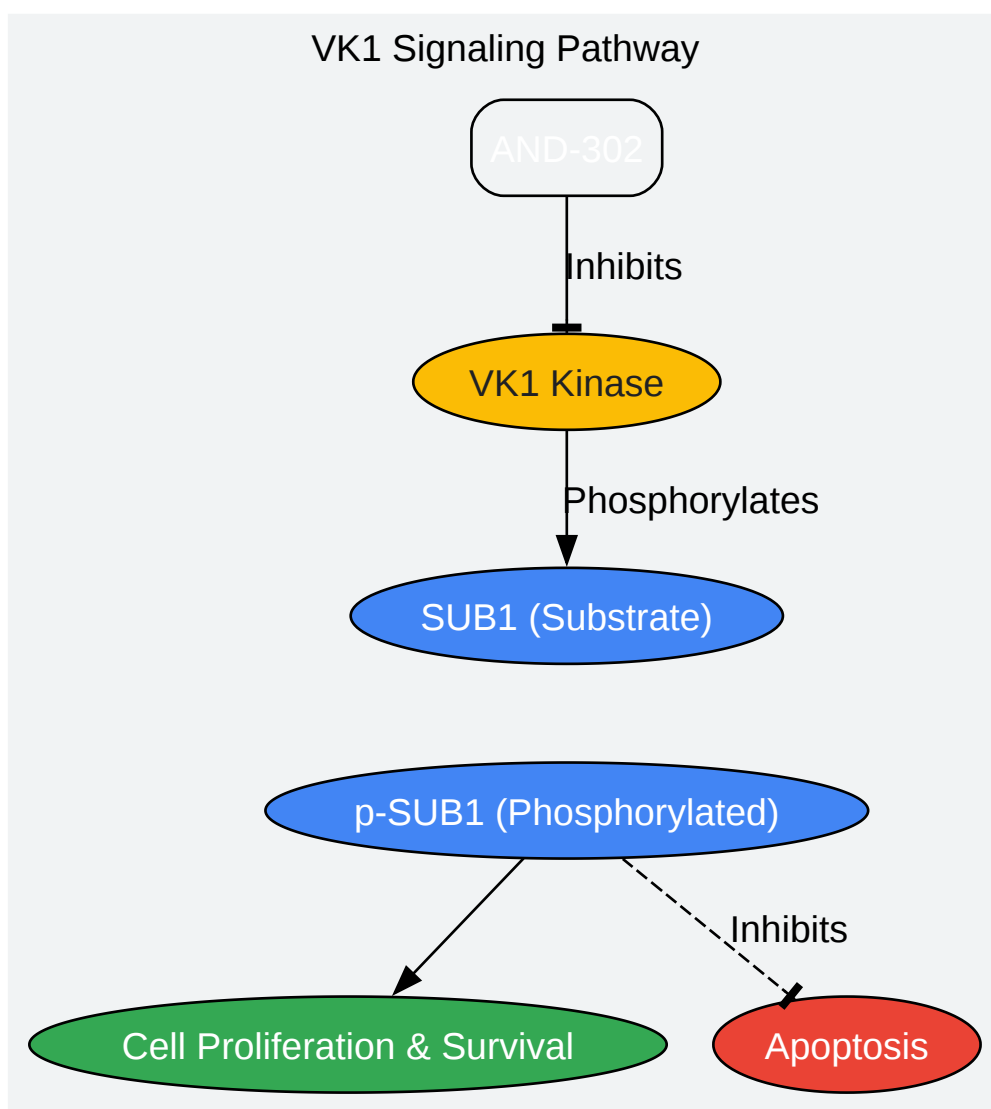 VK1 Signaling Pathway
AND-302
Inhibits
VK1 Kinase
Phosphorylates
SUB1 (Substrate)
p-SUB1 (Phosphorylated)
Inhibits
Cell Proliferation & Survival
Apoptosis